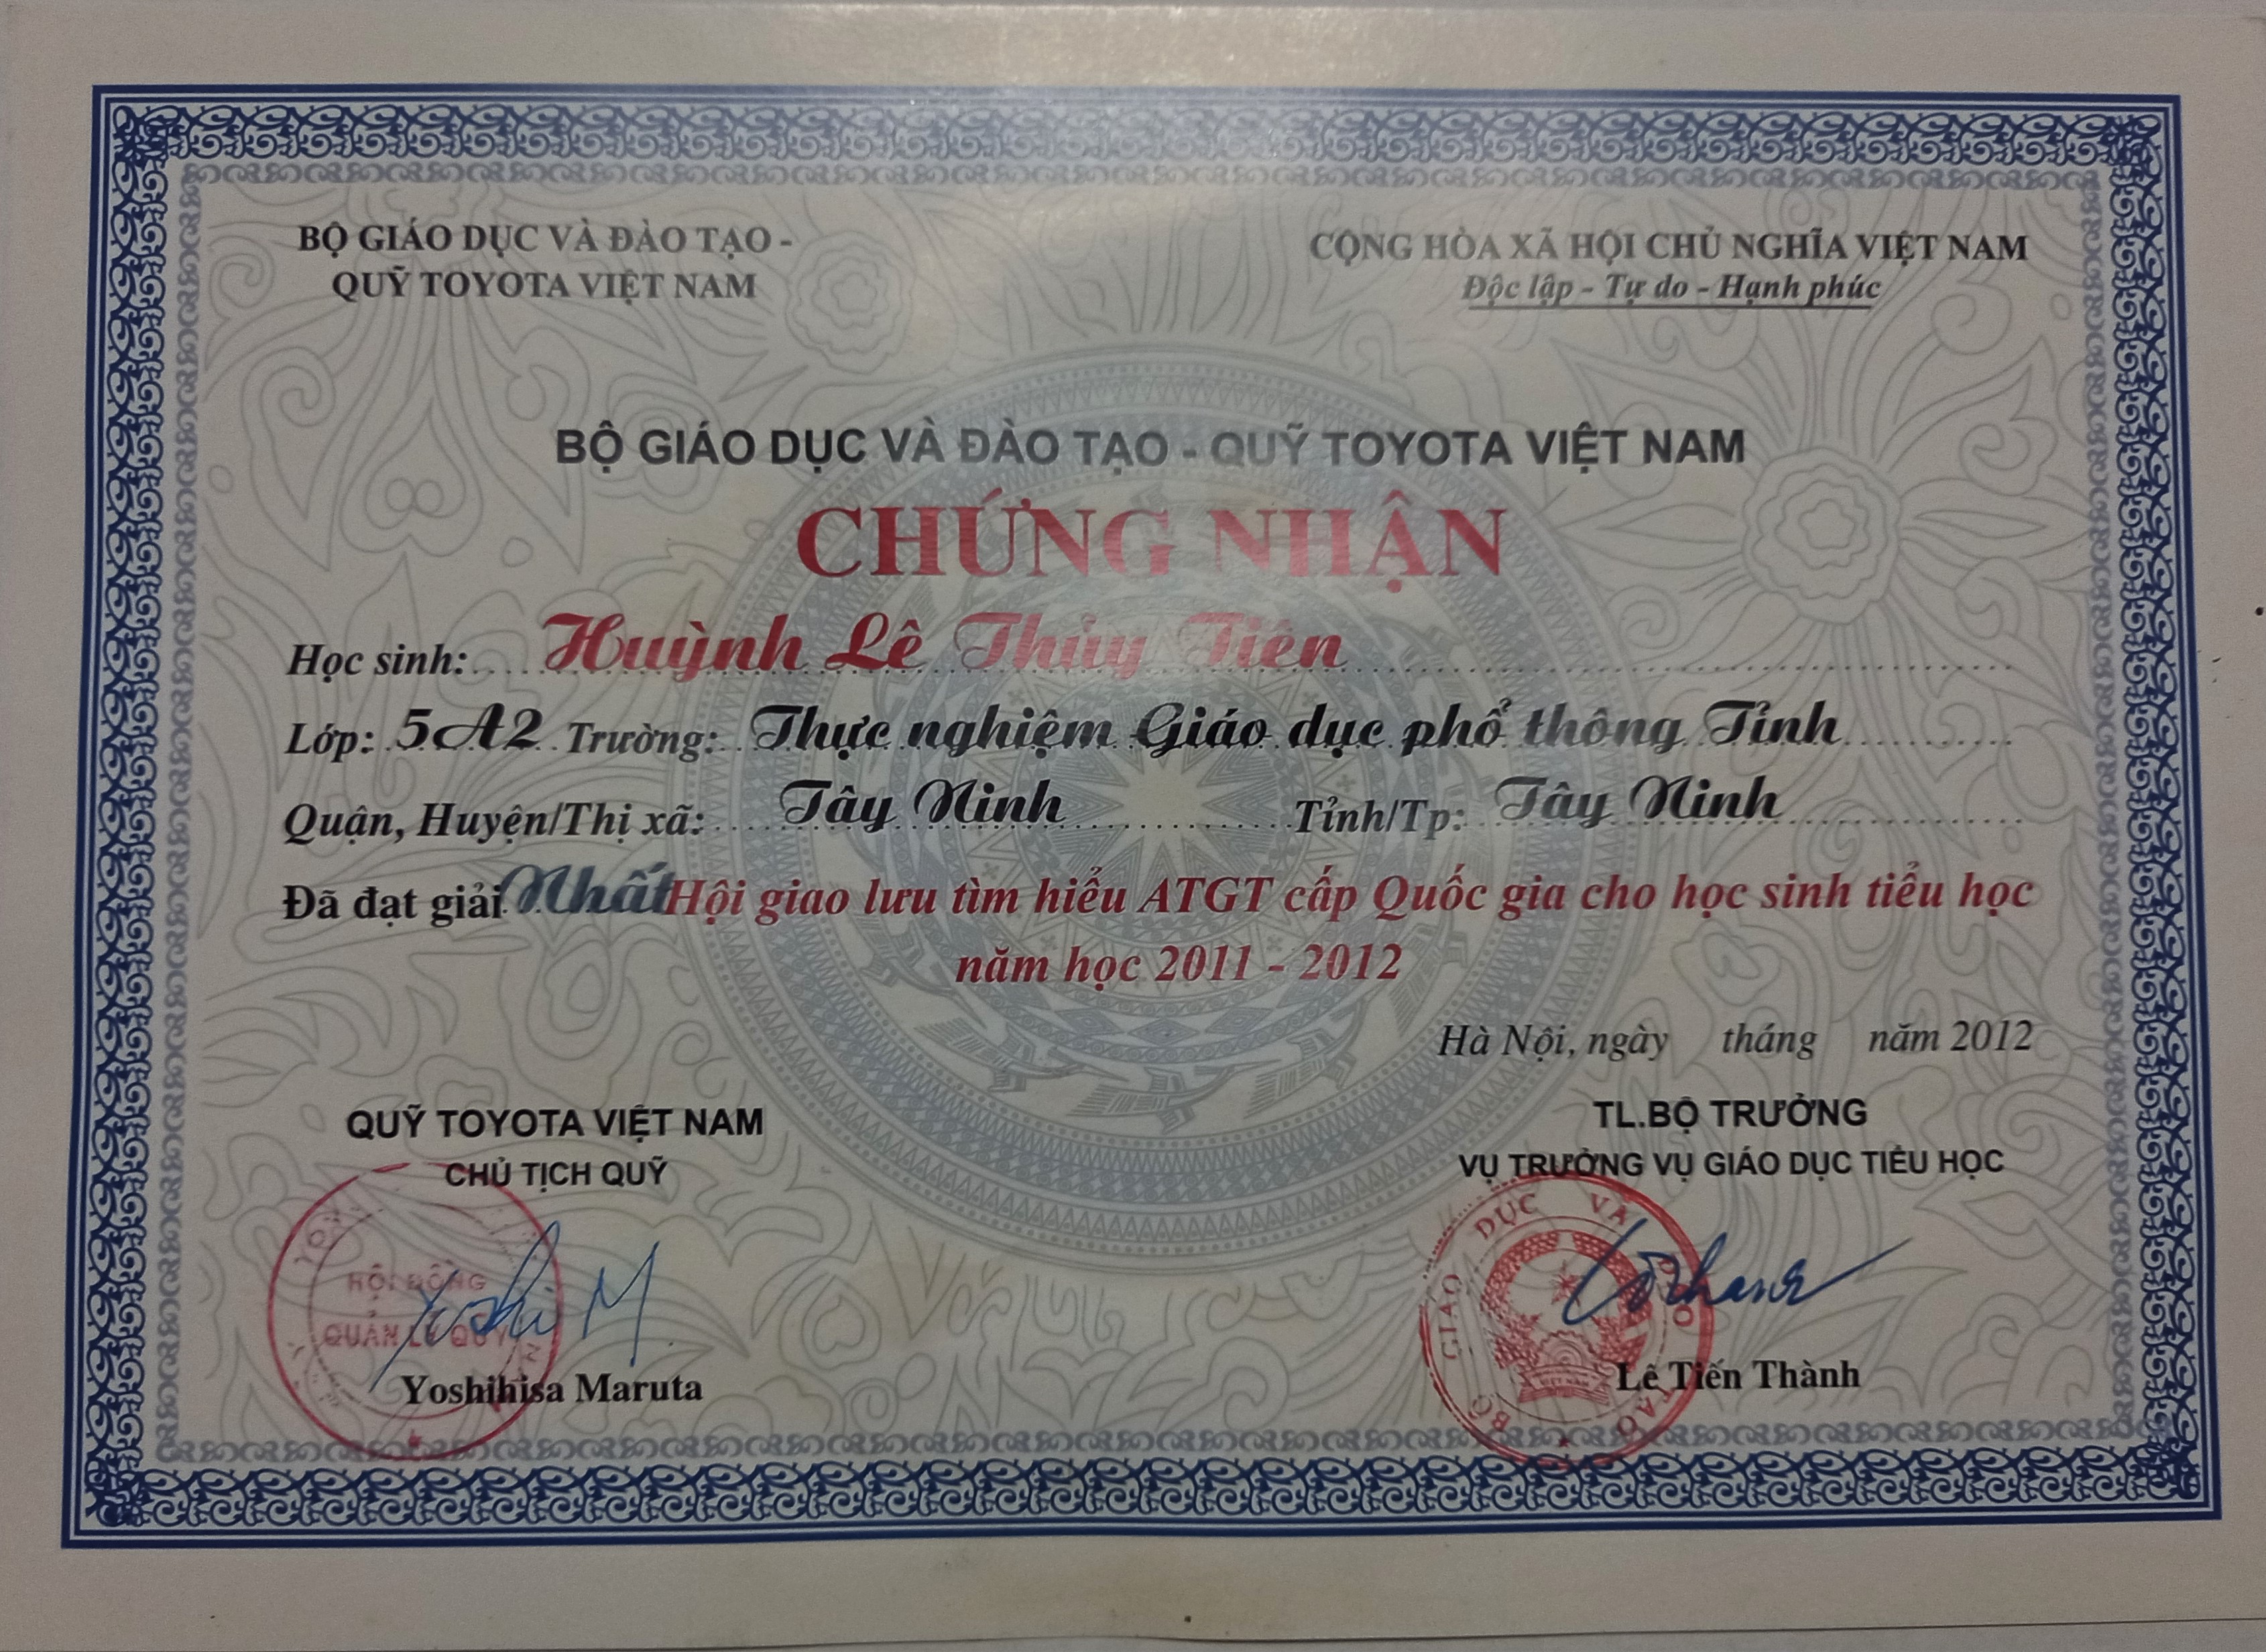 BỘ GIÁO DỤC VÀ ĐÀO TẠO -
QUỸ TOYOTA VIỆT NAM
CỘNG HÒA XÃ HỘI CHỦ NGHĨA VIỆT NAM
Độc lập - Tự do - Hạnh phúc
BỘ GIÁO DỤC VÀ ĐÀO TẠO - QUỸ TOYOTA VIỆT NAM
CHỨNG NHẬN
Học sinh: Huỳnh Lê Thủy Tiên
Lớp: 5A2 Trường: Thực nghiệm Giáo dục phổ thông Tỉnh
Quận, Huyện/Thị xã: Tây Ninh Tỉnh/Tp: Tây Ninh
Đã đạt giải Nhất Hội giao lưu tìm hiểu ATGT cấp Quốc gia cho học sinh tiểu học
năm học 2011 - 2012
Hà Nội, ngày tháng năm 2012
QUỸ TOYOTA VIỆT NAM
CHỦ TỊCH QUỸ
HỘI ĐỒNG
QUẢN LÝ QUỸ
Yoshihisa Maruta
TL.BỘ TRƯỞNG
VỤ TRƯỞNG VỤ GIÁO DỤC TIỂU HỌC
BỘ GIÁO DỤC VÀ ĐÀO TẠO
VIỆT NAM
Lê Tiến Thành